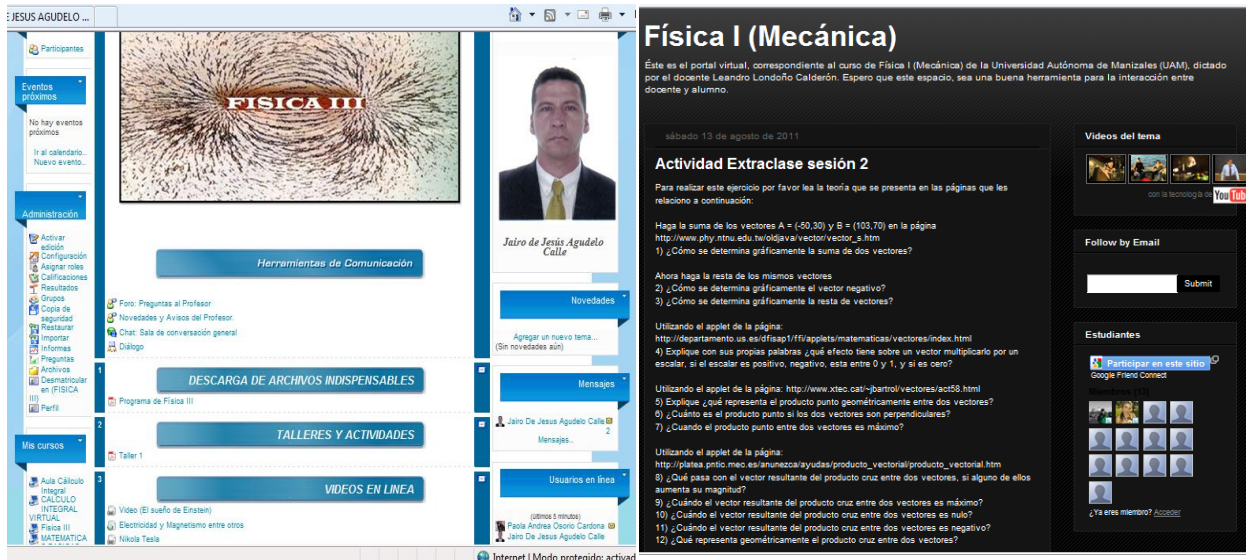 E JESUS AGUDELO ...
Participantes
Eventos
próximos
No hay eventos
próximos
Ir al calendario...
Nuevo evento...
Administración
Activar
edición
Configuración
Asignar roles
Calificaciones
Resultados
Grupos
Copia de
seguridad
Restaurar
Importar
Informes
Preguntas
Archivos
Desmatricular
en (FISICA
III)
Perfil
Mis cursos
Aula Cálculo
Integral
CALCULO
INTEGRAL
VIRTUAL
Fisica III
MATEMATICA
FISICA III
Herramientas de Comunicación
Foro: Preguntas al Profesor
Novedades y Avisos del Profesor.
Chat: Sala de conversación general
Diálogo
1
DESCARGA DE ARCHIVOS INDISPENSABLES
Programa de Física III
2
TALLERES Y ACTIVIDADES
Taller 1
3
VIDEOS EN LINEA
Video (El sueño de Einstein)
Electricidad y Magnetismo entre otros
Nikola Tesla
Jairo de Jesús Agudelo
Calle
Novedades
Agregar un nuevo tema...
(Sin novedades aún)
Mensajes
Jairo De Jesus Agudelo Calle
2
Mensajes...
Usuarios en línea
(últimos 5 minutos)
Paola Andrea Osorio Cardona
Jairo De Jesus Agudelo Calle
Internet | Modo protegido: activad
Física I (Mecánica)
Éste es el portal virtual, correspondiente al curso de Física I (Mecánica) de la Universidad Autónoma de Manizales (UAM), dictado
por el docente Leandro Londoño Calderón. Espero que este espacio, sea una buena herramienta para la interacción entre
docente y alumno.
sábado 13 de agosto de 2011
Actividad Extraclase sesión 2
Para realizar este ejercicio por favor lea la teoría que se presenta en las páginas que les
relaciono a continuación:
Haga la suma de los vectores A = (-50,30) y B = (103,70) en la página
http://www.phy.ntnu.edu.tw/oldjava/vector/vector_s.htm
1) ¿Cómo se determina gráficamente la suma de dos vectores?
Ahora haga la resta de los mismos vectores
2) ¿Cómo se determina gráficamente el vector negativo?
3) ¿Cómo se determina gráficamente la resta de vectores?
Utilizando el applet de la página:
http://departamento.us.es/dfisap1/ffi/applets/matematicas/vectores/index.html
4) Explique con sus propias palabras ¿qué efecto tiene sobre un vector multiplicarlo por un
escalar, si el escalar es positivo, negativo, esta entre 0 y 1, y si es cero?
Utilizando el applet de la página: http://www.xtec.cat/~jbartrol/vectores/act58.html
5) Explique ¿qué representa el producto punto geométricamente entre dos vectores?
6) ¿Cuánto es el producto punto si los dos vectores son perpendiculares?
7) ¿Cuando el producto punto entre dos vectores es máximo?
Utilizando el applet de la página:
http://platea.pntic.mec.es/anunezca/ayudas/producto_vectorial/producto_vectorial.htm
8) ¿Qué pasa con el vector resultante del producto cruz entre dos vectores, si alguno de ellos
aumenta su magnitud?
9) ¿Cuándo el vector resultante del producto cruz entre dos vectores es máximo?
10) ¿Cuándo el vector resultante del producto cruz entre dos vectores es nulo?
11) ¿Cuándo el vector resultante del producto cruz entre dos vectores es negativo?
12) ¿Qué representa geométricamente el producto cruz entre dos vectores?
Videos del tema
con la tecnología de YouTub
Follow by Email
Submit
Estudiantes
Participar en este sitio
Google Friend Connect
Miembros (13)
¿Ya eres miembro? Acceder